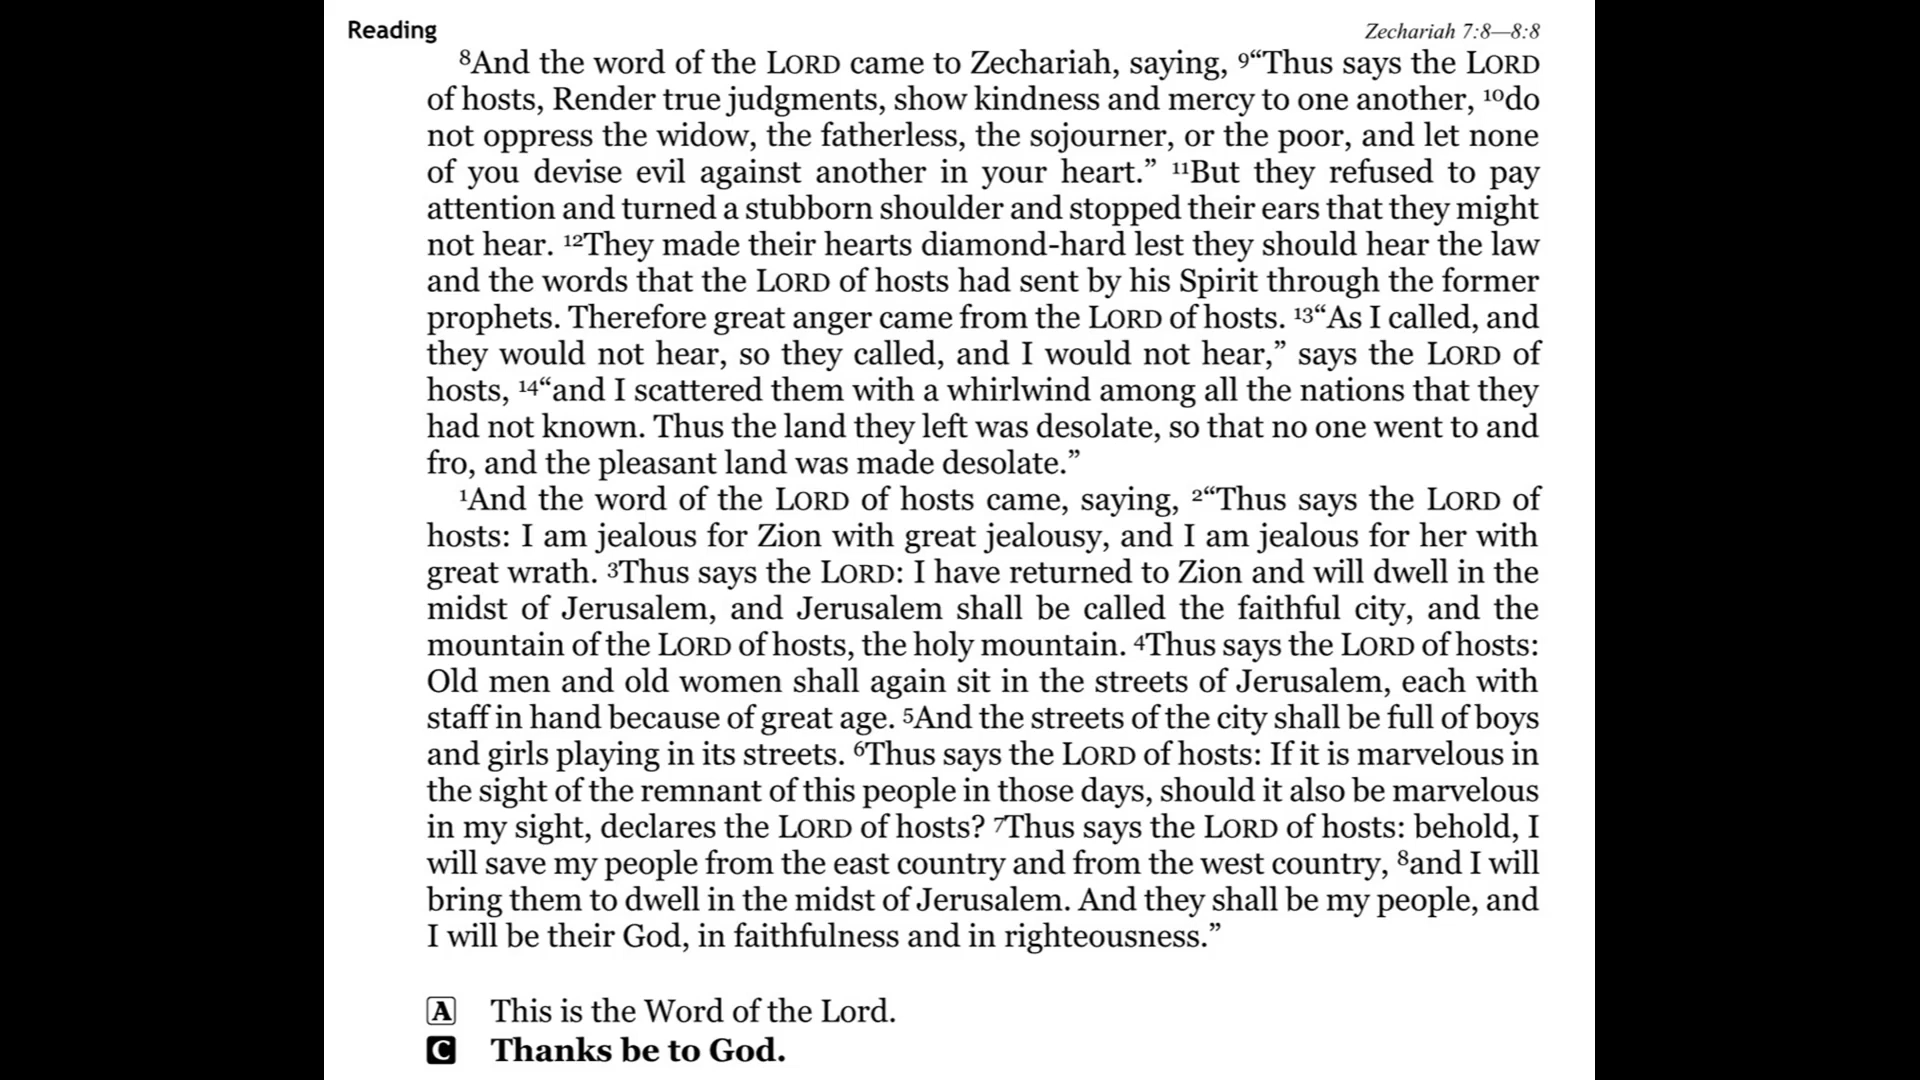 Reading
Zechariah 7:8—8:8
⁸And the word of the LORD came to Zechariah, saying, ⁹“Thus says the LORD
of hosts, Render true judgments, show kindness and mercy to one another, ¹⁰do
not oppress the widow, the fatherless, the sojourner, or the poor, and let none
of you devise evil against another in your heart.” ¹¹But they refused to pay
attention and turned a stubborn shoulder and stopped their ears that they might
not hear. ¹²They made their hearts diamond-hard lest they should hear the law
and the words that the LORD of hosts had sent by his Spirit through the former
prophets. Therefore great anger came from the LORD of hosts. ¹³“As I called, and
they would not hear, so they called, and I would not hear,” says the LORD of
hosts, ¹⁴“and I scattered them with a whirlwind among all the nations that they
had not known. Thus the land they left was desolate, so that no one went to and
fro, and the pleasant land was made desolate.”
¹And the word of the LORD of hosts came, saying, ²“Thus says the LORD of
hosts: I am jealous for Zion with great jealousy, and I am jealous for her with
great wrath. ³Thus says the LORD: I have returned to Zion and will dwell in the
midst of Jerusalem, and Jerusalem shall be called the faithful city, and the
mountain of the LORD of hosts, the holy mountain. ⁴Thus says the LORD of hosts:
Old men and old women shall again sit in the streets of Jerusalem, each with
staff in hand because of great age. ⁵And the streets of the city shall be full of boys
and girls playing in its streets. ⁶Thus says the LORD of hosts: If it is marvelous in
the sight of the remnant of this people in those days, should it also be marvelous
in my sight, declares the LORD of hosts? ⁷Thus says the LORD of hosts: behold, I
will save my people from the east country and from the west country, ⁸and I will
bring them to dwell in the midst of Jerusalem. And they shall be my people, and
I will be their God, in faithfulness and in righteousness.”
A This is the Word of the Lord.
C Thanks be to God.